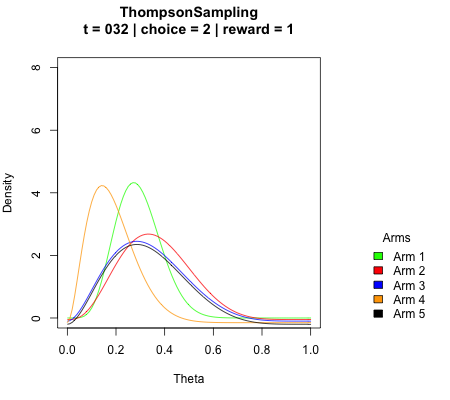 ThompsonSampling
t = 032 | choice = 2 | reward = 1
8
6
4
2
0
Density
0.0 0.2 0.4 0.6 0.8 1.0
Theta
Arms
Arm 1
Arm 2
Arm 3
Arm 4
Arm 5